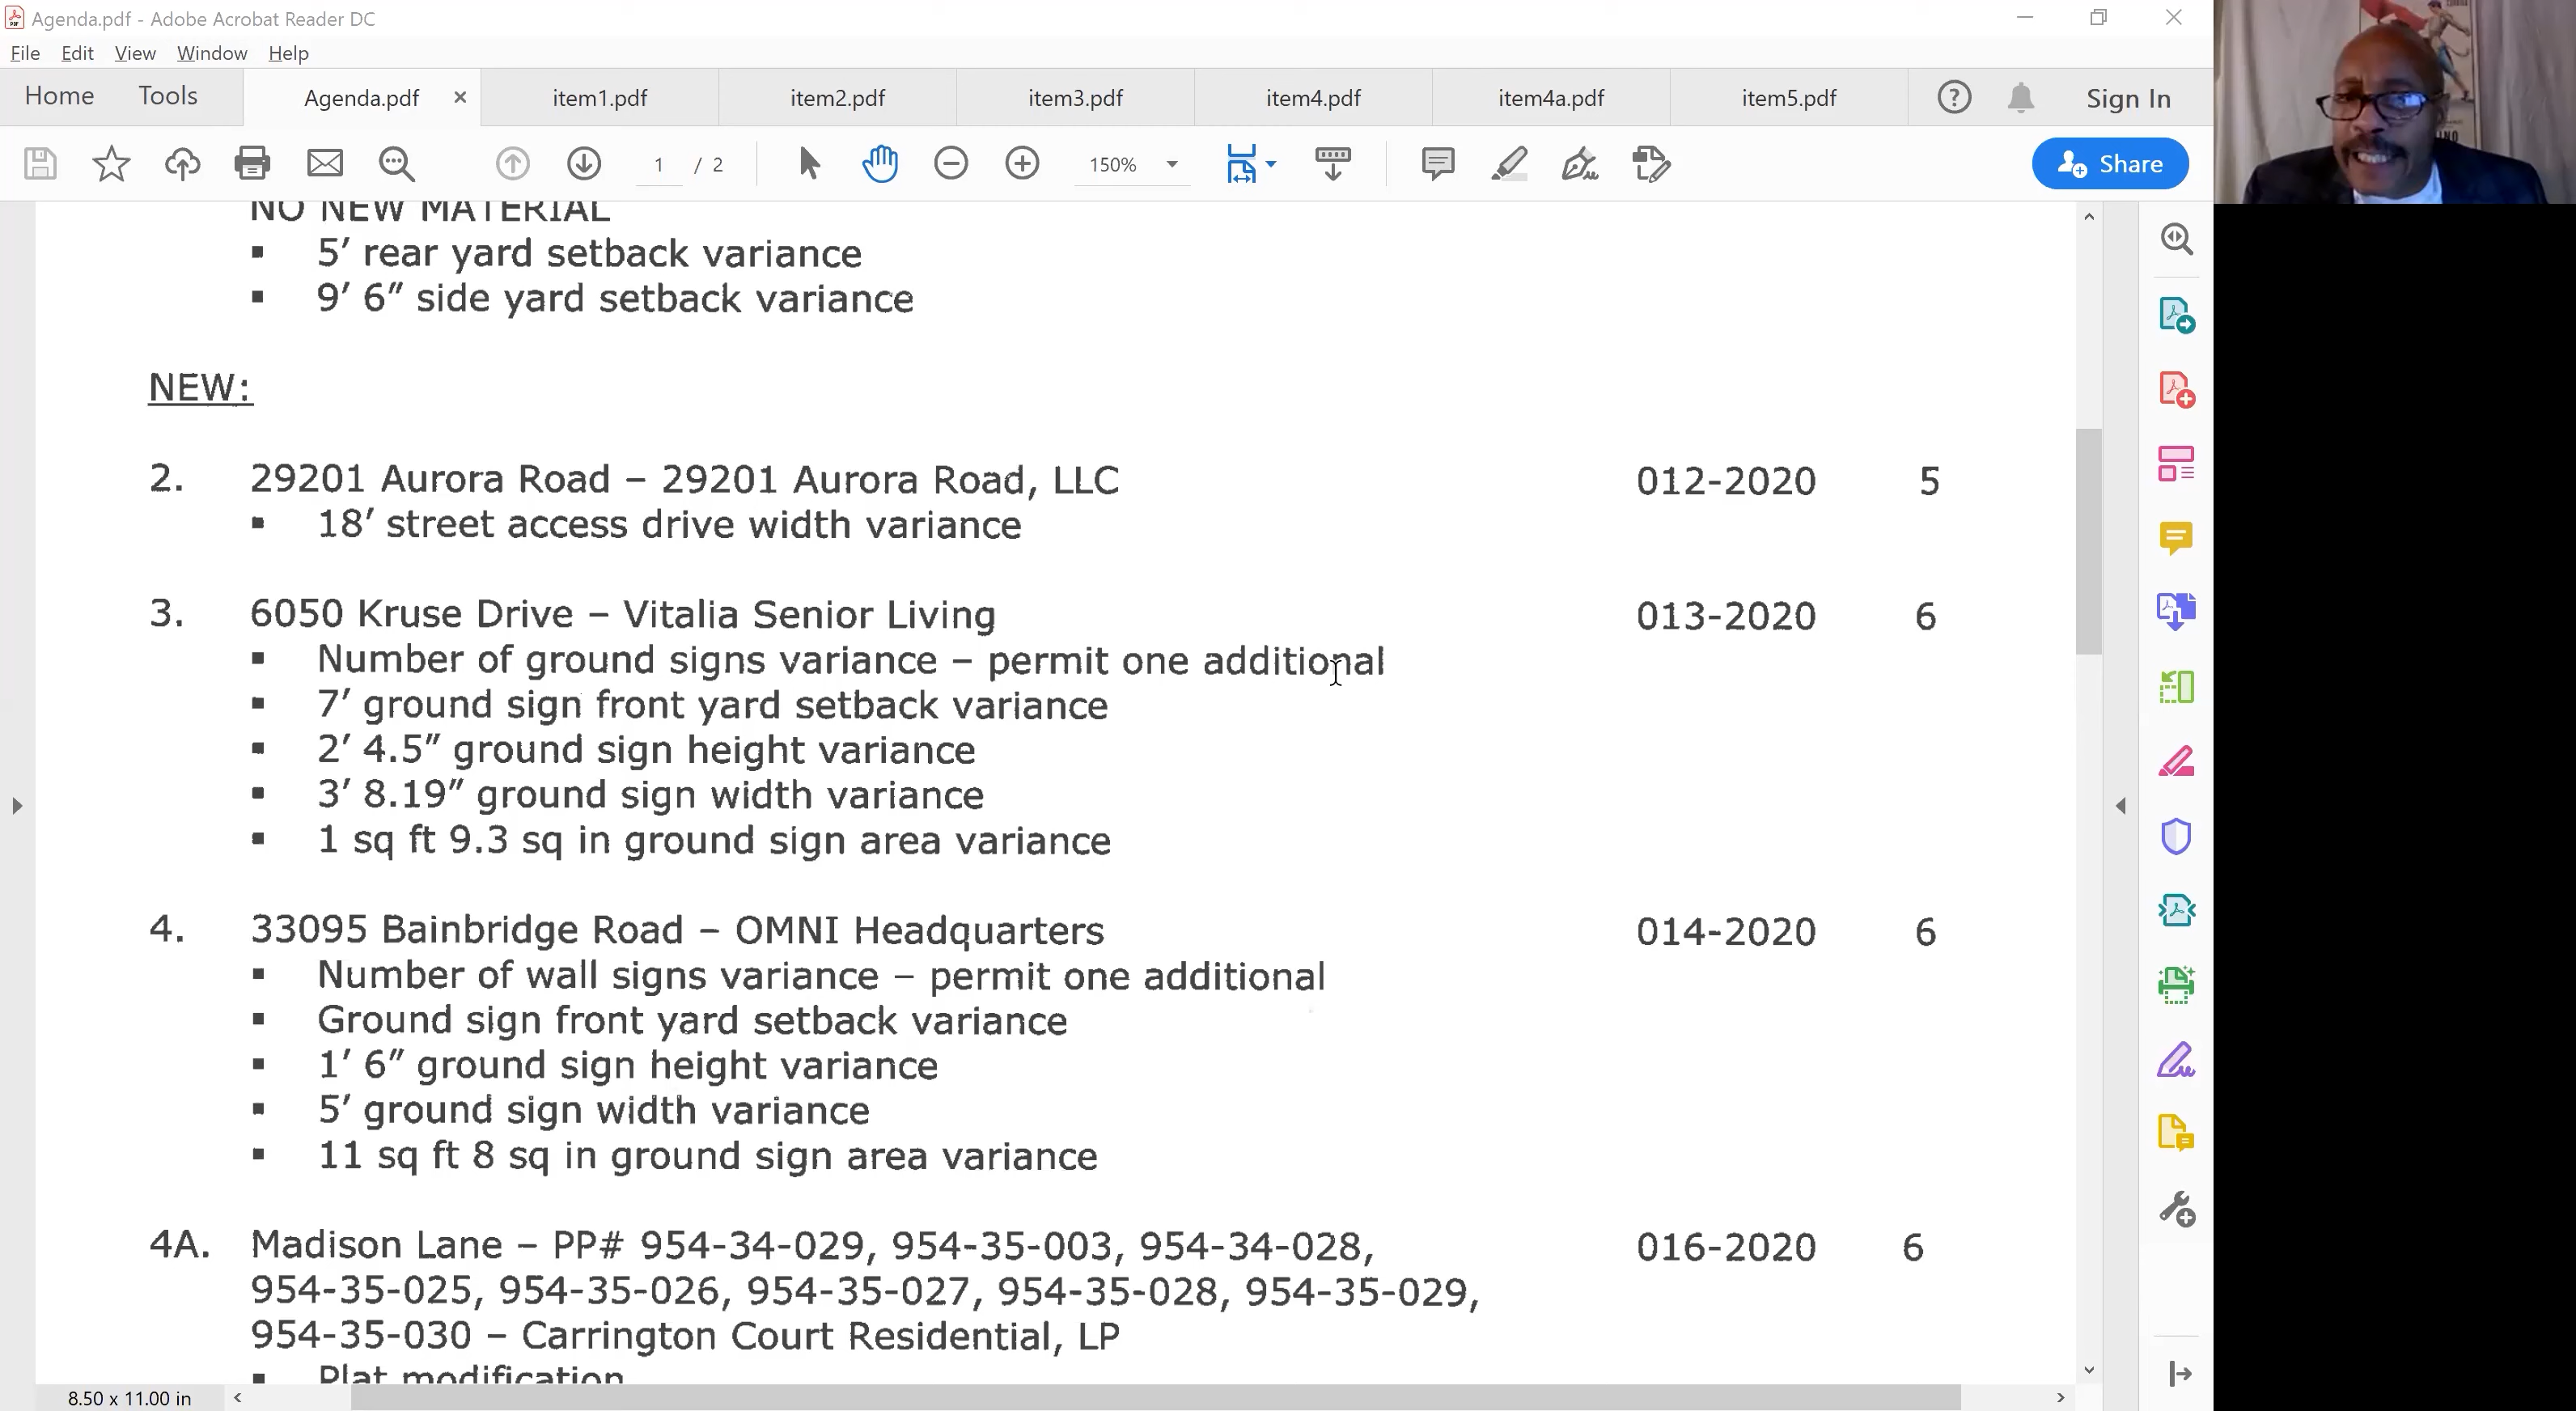 Agenda.pdf - Adobe Acrobat Reader DC
File Edit View Window Help
Home Tools Agenda.pdf × item1.pdf item2.pdf item3.pdf item4.pdf item4a.pdf item5.pdf Sign In
1 / 2 150% Share
NO NEW MATERIAL
▪ 5’ rear yard setback variance
▪ 9’ 6” side yard setback variance
NEW:
2. 29201 Aurora Road – 29201 Aurora Road, LLC 012-2020 5
▪ 18’ street access drive width variance
3. 6050 Kruse Drive – Vitalia Senior Living 013-2020 6
▪ Number of ground signs variance – permit one additional
▪ 7’ ground sign front yard setback variance
▪ 2’ 4.5” ground sign height variance
▪ 3’ 8.19” ground sign width variance
▪ 1 sq ft 9.3 sq in ground sign area variance
4. 33095 Bainbridge Road – OMNI Headquarters 014-2020 6
▪ Number of wall signs variance – permit one additional
▪ Ground sign front yard setback variance
▪ 1’ 6” ground sign height variance
▪ 5’ ground sign width variance
▪ 11 sq ft 8 sq in ground sign area variance
4A. Madison Lane – PP# 954-34-029, 954-35-003, 954-34-028, 016-2020 6
954-35-025, 954-35-026, 954-35-027, 954-35-028, 954-35-029,
954-35-030 – Carrington Court Residential, LP
▪ Plat modification
8.50 x 11.00 in